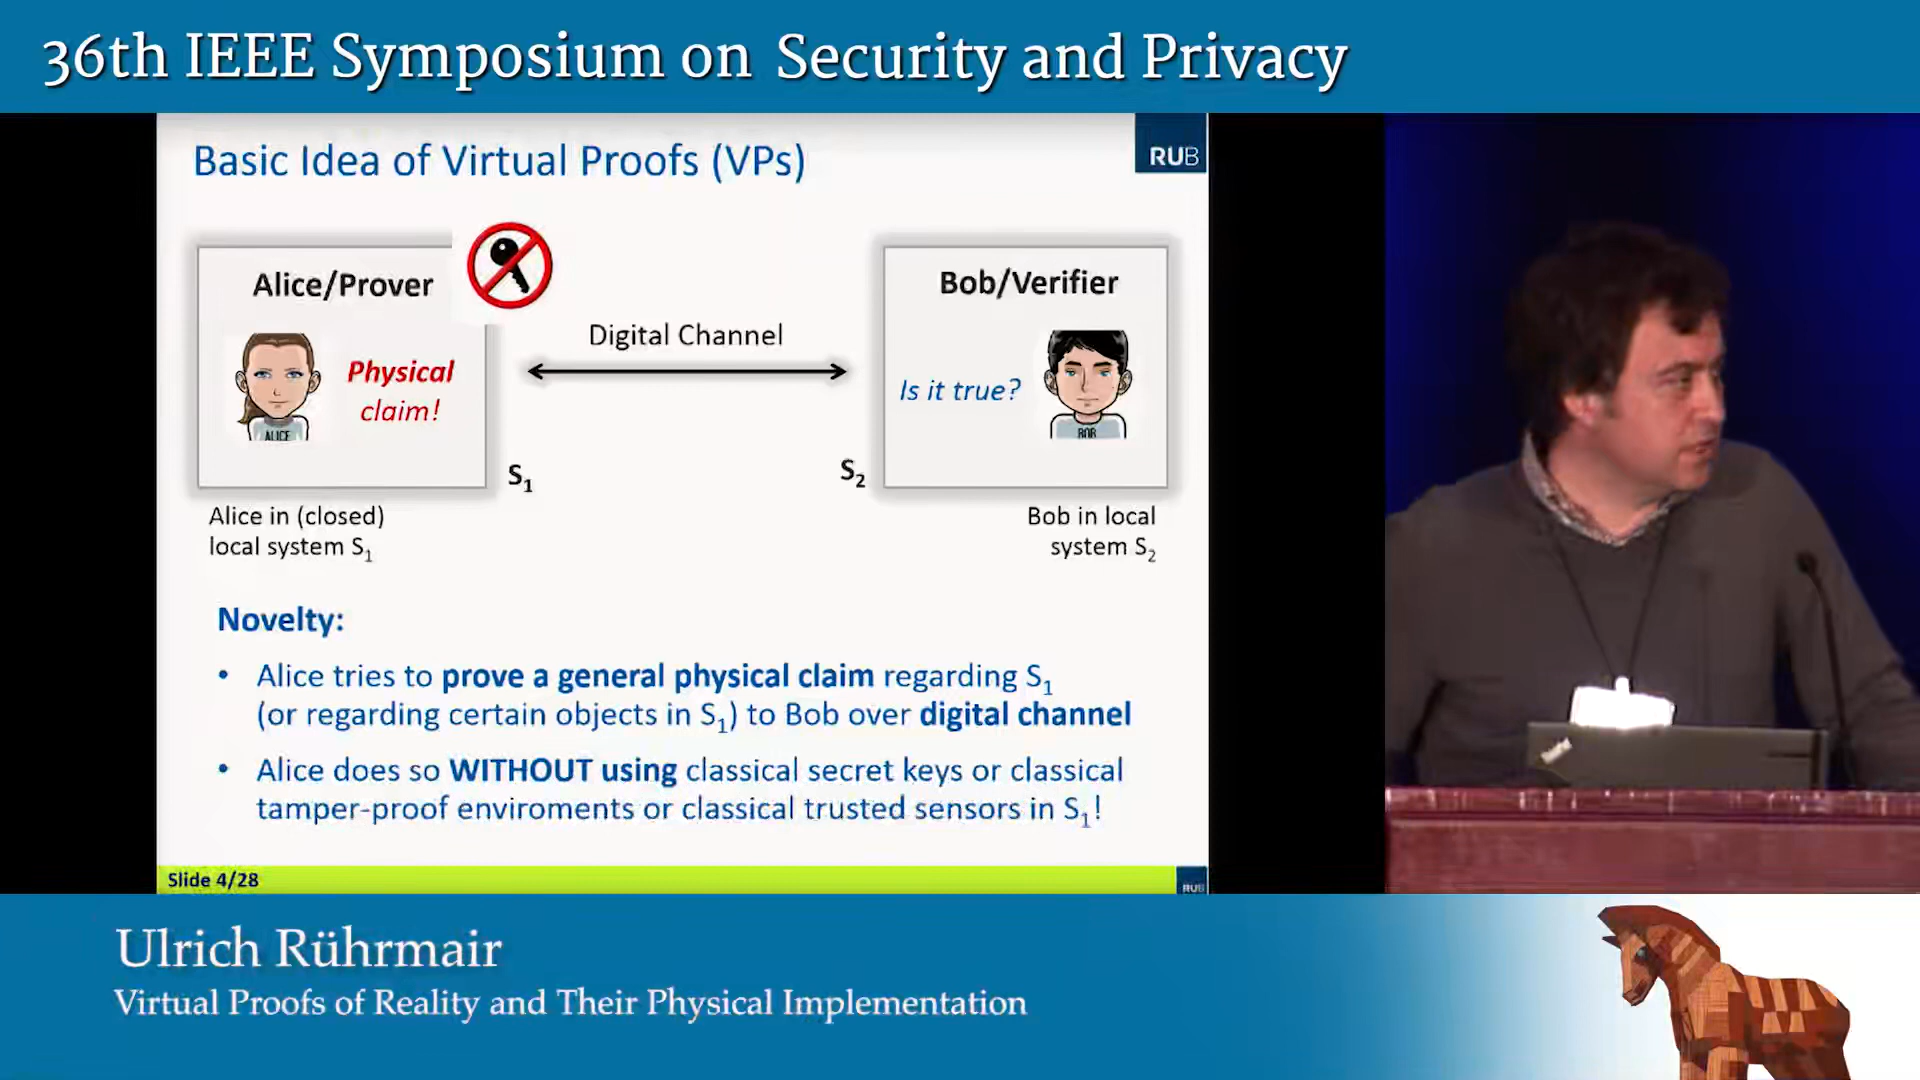 36th IEEE Symposium on Security and Privacy
Basic Idea of Virtual Proofs (VPs)
RUB
Alice/Prover
Bob/Verifier
Digital Channel
Physical
claim!
Is it true?
ALICE
BOB
S1
S2
Alice in (closed)
local system S1
Bob in local
system S2
Novelty:
• Alice tries to prove a general physical claim regarding S1
(or regarding certain objects in S1) to Bob over digital channel
• Alice does so WITHOUT using classical secret keys or classical
tamper-proof enviroments or classical trusted sensors in S1!
Slide 4/28
RUB
Ulrich Rührmair
Virtual Proofs of Reality and Their Physical Implementation